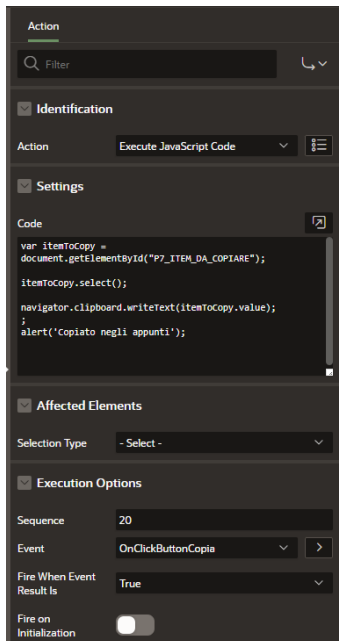 Action
Filter
Identification
Action Execute JavaScript Code
Settings
Code
var itemToCopy =
document.getElementById("P7_ITEM_DA_COPIARE");
itemToCopy.select();
navigator.clipboard.writeText(itemToCopy.value);
;
alert('Copiato negli appunti');
Affected Elements
Selection Type - Select -
Execution Options
Sequence 20
Event OnClickButtonCopia
Fire When Event
Result Is True
Fire on
Initialization